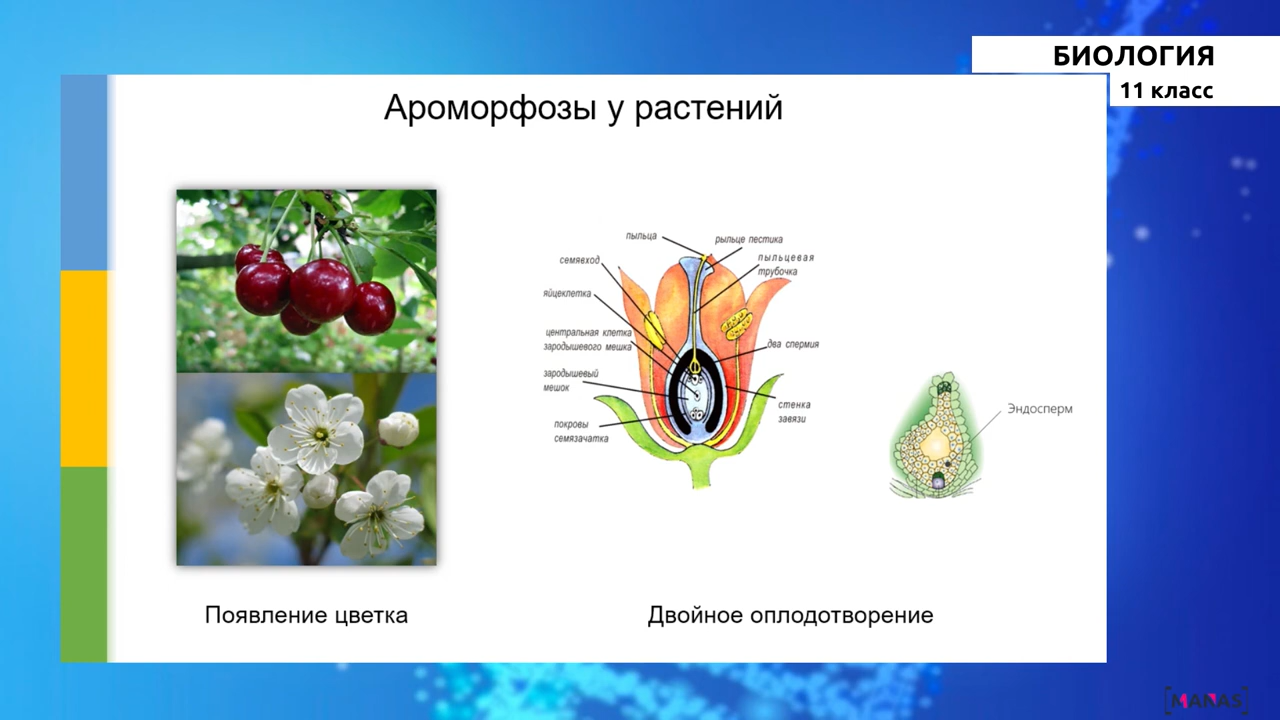 БИОЛОГИЯ
11 класс
Ароморфозы у растений
пыльца
рыльце пестика
семявход
пыльцевая
трубочка
яйцеклетка
центральная клетка
зародышевого мешка
два спермия
зародышевый
мешок
стенка
завязи
покровы
семязачатка
Эндосперм
Появление цветка
Двойное оплодотворение
MANAS